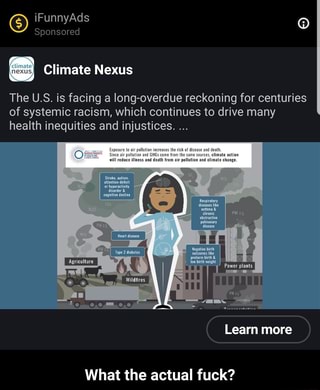 iFunnyAds
Sponsored
climate
nexus
Climate Nexus
The U.S. is facing a long-overdue reckoning for centuries
of systemic racism, which continues to drive many
health inequities and injustices. ...
Exposure to air pollution increases the risk of disease and death.
Since air pollution and GHGs come from the same sources, climate action
will reduce illness and death from air pollution and climate change.
Stroke, autism
attention-deficit
or hyperactivity
disorder &
cognitive decline
Respiratory
diseases like
asthma &
chronic
obstructive
pulmonary
disease
Heart disease
Type 2 diabetes
Negative birth
outcomes like
preterm birth &
low birth weight
Agriculture
Wildfires
Power plants
Learn more
What the actual fuck?